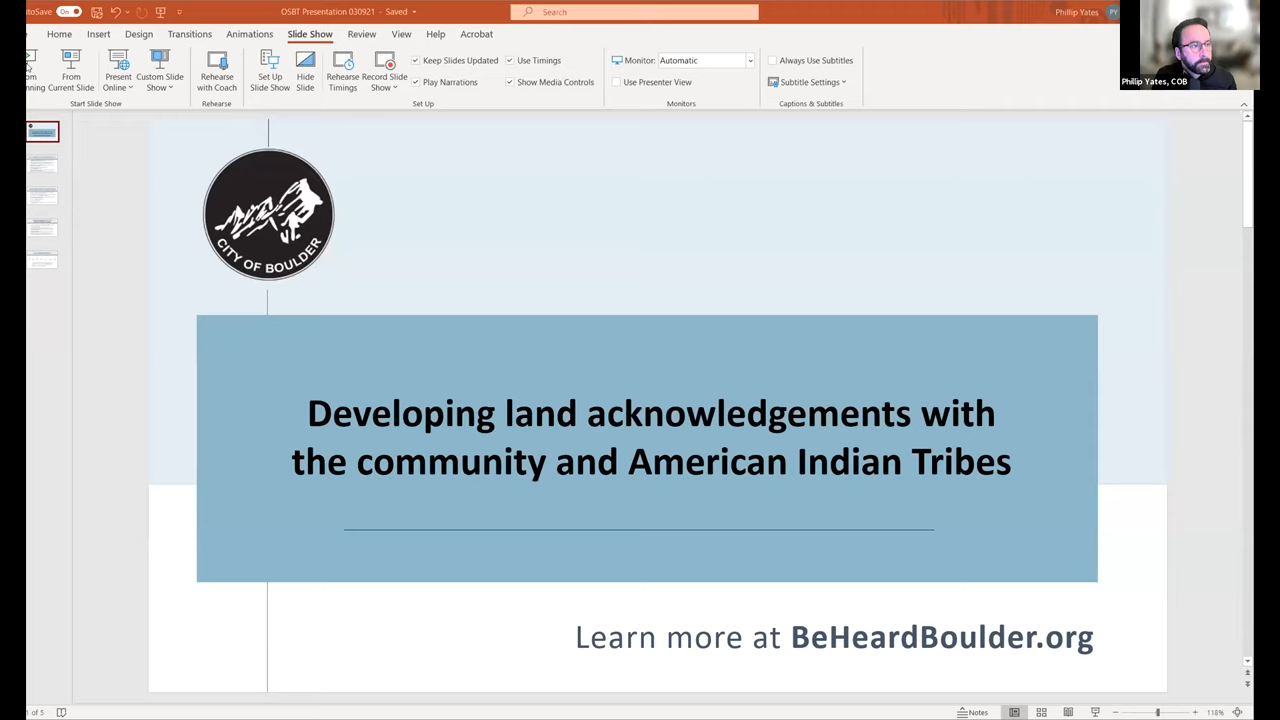 AutoSave On OSBT Presentation 030921 - Saved Search Phillip Yates PY
Home Insert Design Transitions Animations Slide Show Review View Help Acrobat
Keep Slides Updated Use Timings Monitor: Automatic Always Use Subtitles
From Present Custom Slide Rehearse Set Up Hide Rehearse Record Slide Play Narrations Show Media Controls Use Presenter View Subtitle Settings
Current Slide Online Show with Coach Slide Show Slide Timings Show
Start Slide Show Rehearse Set Up Monitors Captions & Subtitles
Phillip Yates, COB
CITY OF BOULDER
Developing land acknowledgements with
the community and American Indian Tribes
Learn more at BeHeardBoulder.org
of 5 Notes 118%